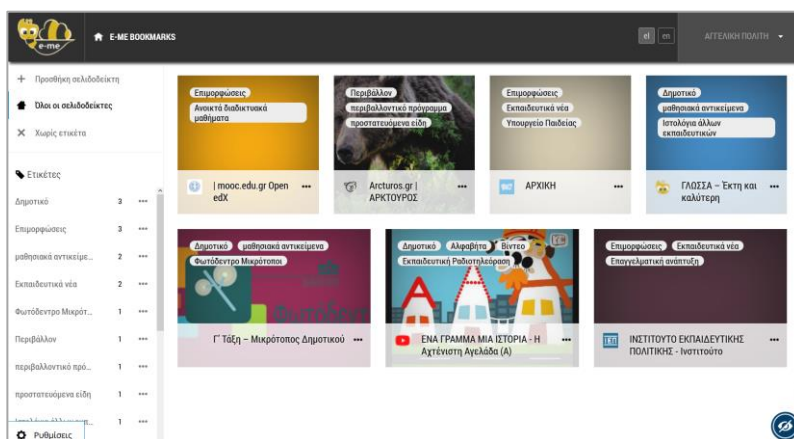 e-me
E-ME BOOKMARKS
el en
ΑΓΓΕΛΙΚΗ ΠΟΛΙΤΗ
Προσθήκη σελιδοδείκτη
Όλοι οι σελιδοδείκτες
Χωρίς ετικέτα
Ετικέτες
Δημοτικό 3
Επιμορφώσεις 3
μαθησιακά αντικείμε... 2
Εκπαιδευτικά νέα 2
Φωτόδεντρο Μικρότ... 1
Περιβάλλον 1
περιβαλλοντικό πρό... 1
προστατευόμενα είδη 1
1
Ρυθμίσεις
Επιμορφώσεις
Ανοικτά διαδικτυακά
μαθήματα
| mooc.edu.gr Open
edX
Περιβάλλον
περιβαλλοντικό πρόγραμμα
προστατευόμενα είδη
Arcturos.gr |
ΑΡΚΤΟΥΡΟΣ
Επιμορφώσεις
Εκπαιδευτικά νέα
Υπουργείο Παιδείας
ΑΡΧΙΚΗ
Δημοτικό
μαθησιακά αντικείμενα
Ιστολόγια άλλων
εκπαιδευτικών
ΓΛΩΣΣΑ – Έκτη και
καλύτερη
Δημοτικό μαθησιακά αντικείμενα
Φωτόδεντρο Μικρότοποι
Φωτόδεντ
Γ΄ Τάξη – Μικρότοπος Δημοτικού
Δημοτικό Αλφαβήτα Βίντεο
Εκπαιδευτική Ραδιοτηλεόραση
ΕΝΑ ΓΡΑΜΜΑ ΜΙΑ ΙΣΤΟΡΙΑ - Η
Αχτένιστη Αγελάδα (Α)
Επιμορφώσεις Εκπαιδευτικά νέα
Επαγγελματική ανάπτυξη
ΙΕΠ
ΙΝΣΤΙΤΟΥΤΟ ΕΚΠΑΙΔΕΥΤΙΚΗΣ
ΠΟΛΙΤΙΚΗΣ - Ινστιτούτο